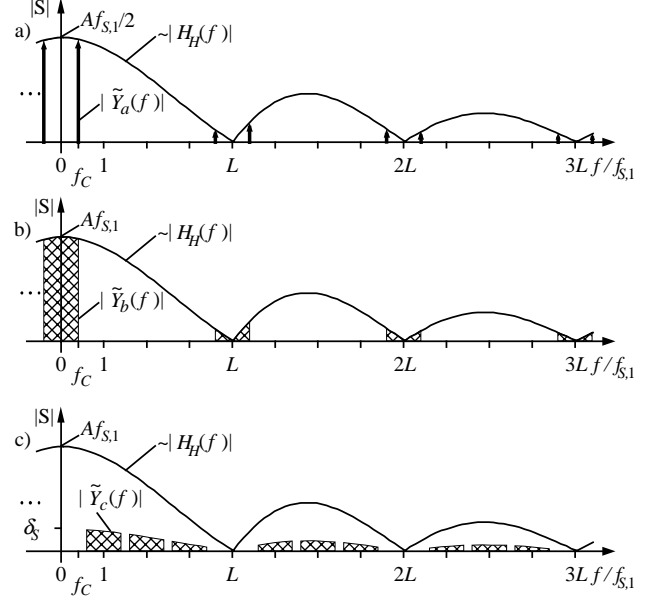 |S|
a)
Af_{S,1}/2
~|H_H(f)|
...
|Ỹ_a(f)|
0 f_C 1 L 2L 3L f/f_{S,1}
|S|
b)
Af_{S,1}
~|H_H(f)|
...
|Ỹ_b(f)|
0 f_C 1 L 2L 3L f/f_{S,1}
|S|
c)
Af_{S,1}
~|H_H(f)|
...
|Ỹ_c(f)|
δ_S
0 f_C 1 L 2L 3L f/f_{S,1}